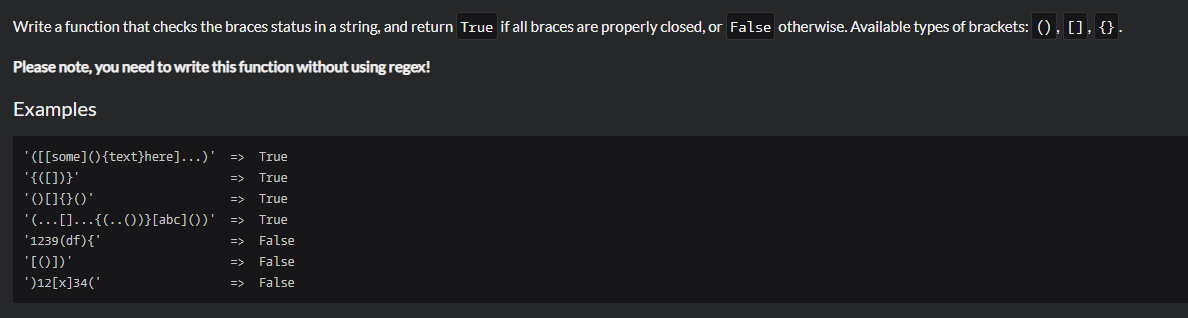 Write a function that checks the braces status in a string, and return True if all braces are properly closed, or False otherwise. Available types of brackets: (), [], {}.
Please note, you need to write this function without using regex!
Examples
'([[some](){text}here]...)'  =>  True
'{([])}'                     =>  True
'()[]{}()'                   =>  True
'(...[]...{(..())}[abc]())'  =>  True
'1239(df){'                  =>  False
'[()])'                      =>  False
')12[x]34('                  =>  False